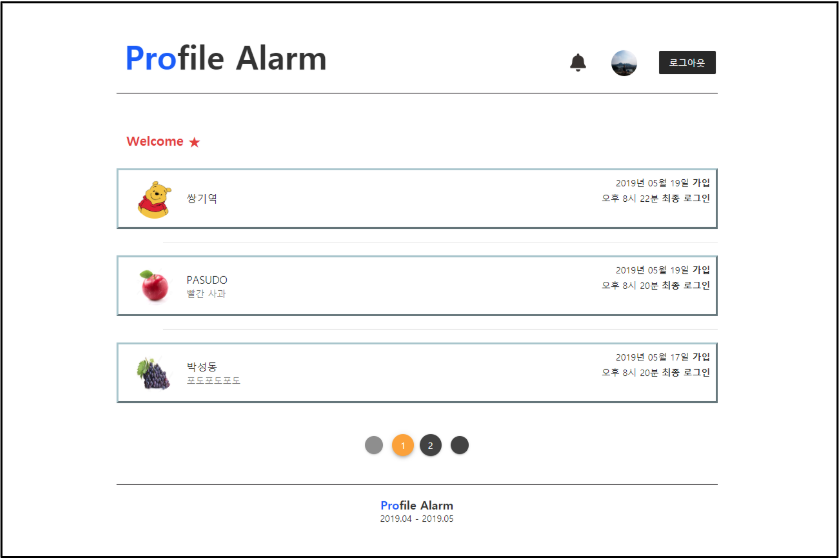 Profile Alarm
로그아웃
Welcome ★
쌍기역
2019년 05월 19일 가입
오후 8시 22분 최종 로그인
PASUDO
빨간 사과
2019년 05월 19일 가입
오후 8시 20분 최종 로그인
박성동
포도포도포도
2019년 05월 17일 가입
오후 8시 20분 최종 로그인
1 2
Profile Alarm
2019.04 - 2019.05